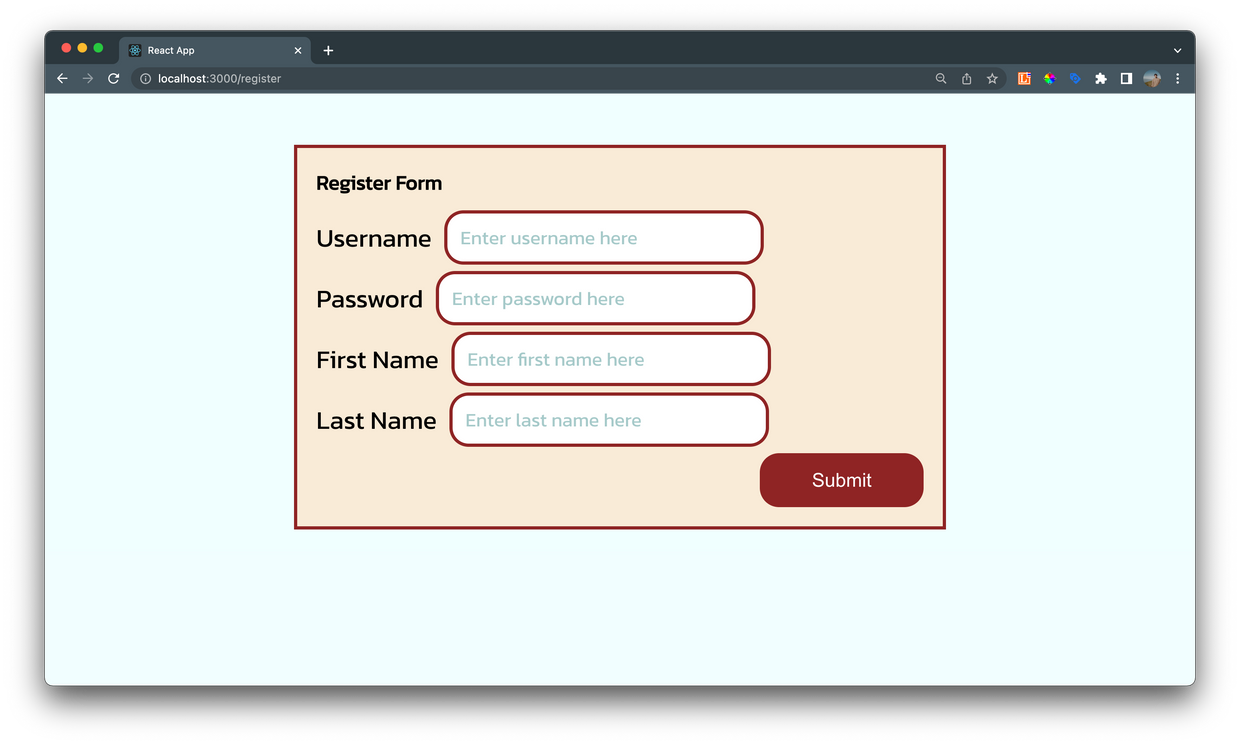 React App
localhost:3000/register
Register Form
Username Enter username here
Password Enter password here
First Name Enter first name here
Last Name Enter last name here
Submit